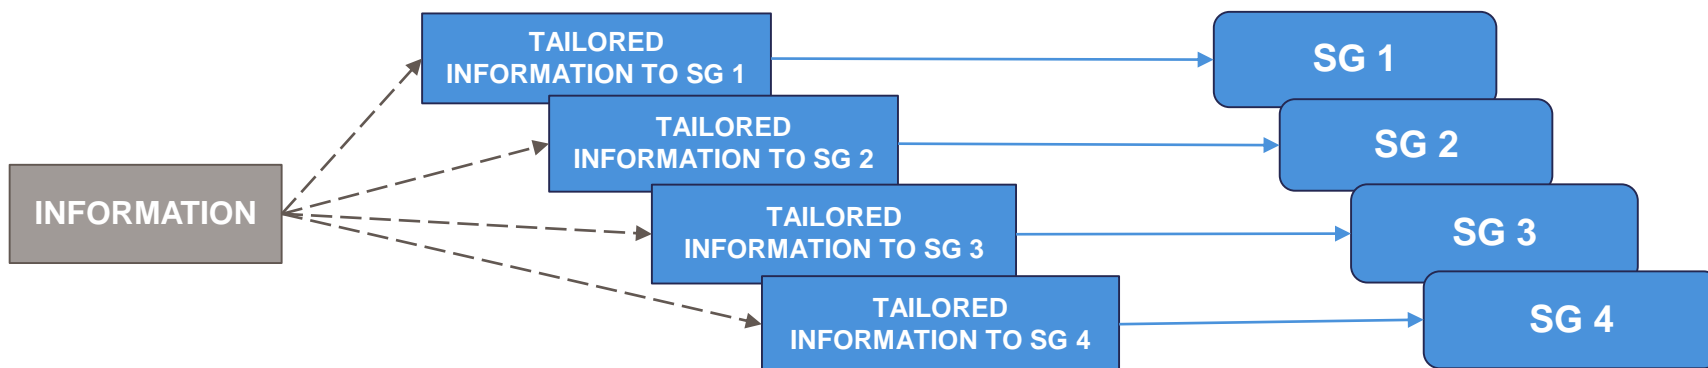 TAILORED
INFORMATION TO SG 1
SG 1
TAILORED
INFORMATION TO SG 2
SG 2
INFORMATION
TAILORED
INFORMATION TO SG 3
SG 3
TAILORED
INFORMATION TO SG 4
SG 4